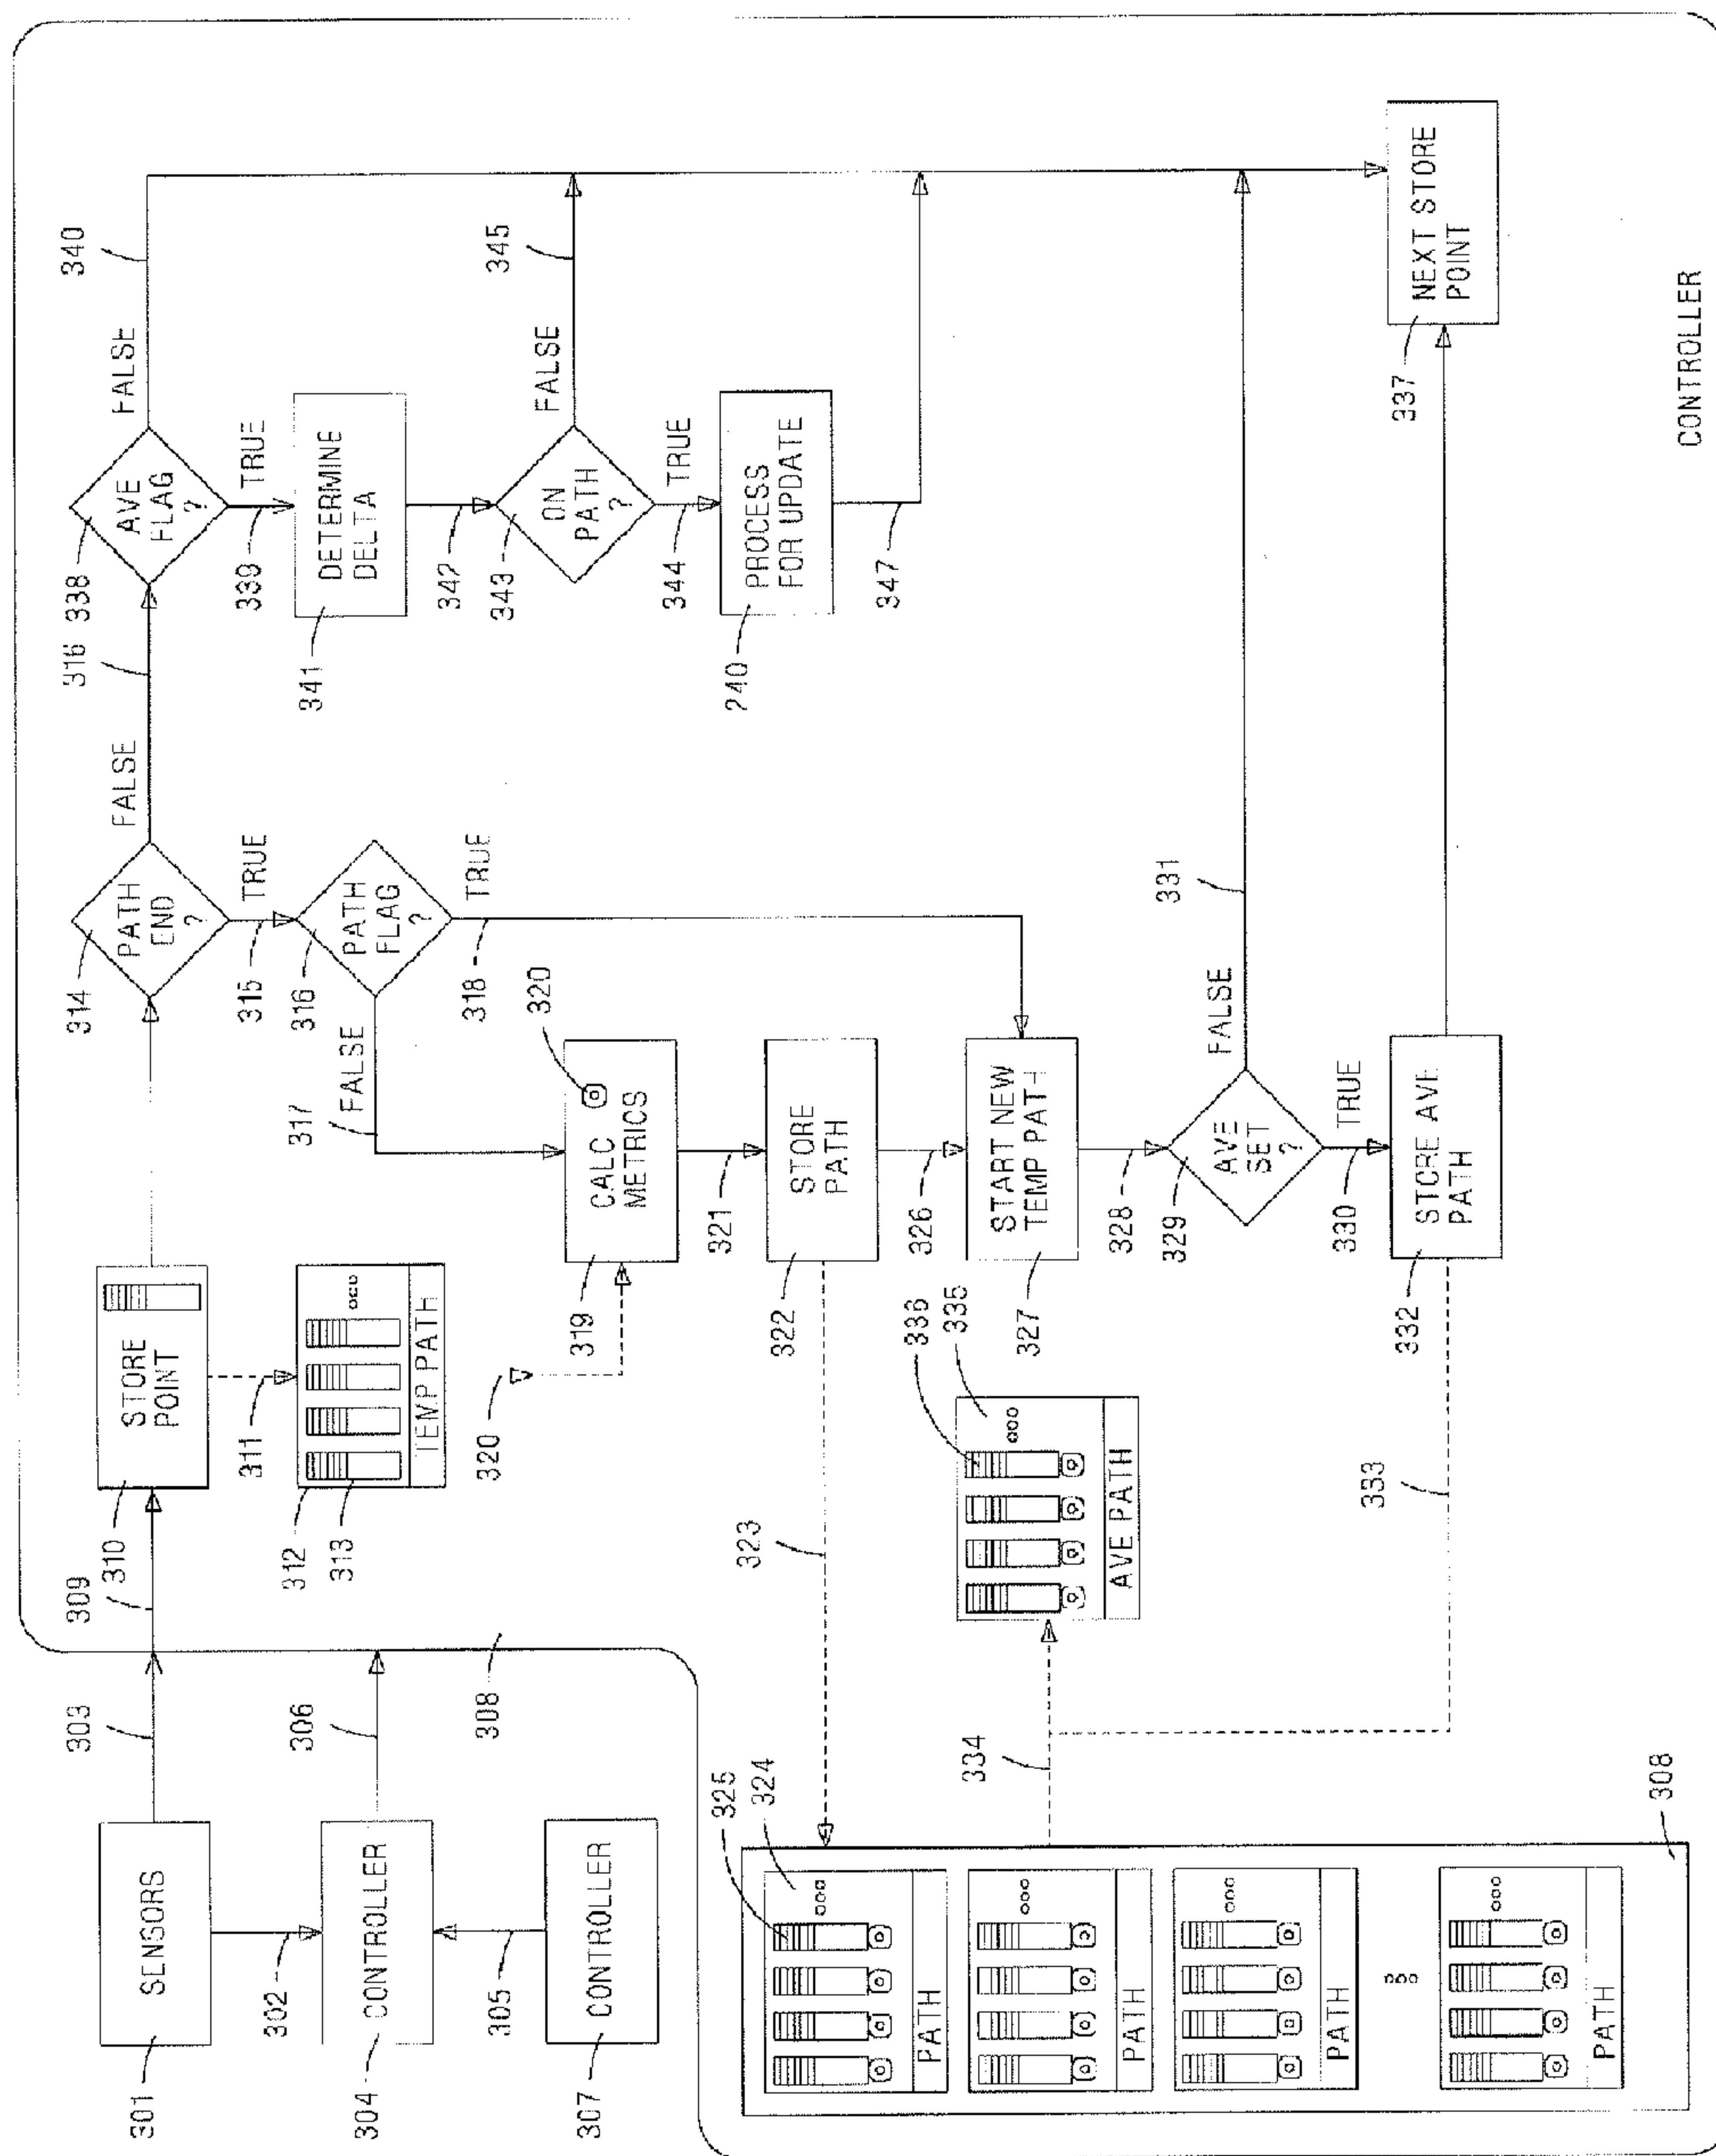 301
SENSORS
303
302
304
CONTROLLER
306
305
307
CONTROLLER
308
309
310
STORE
POINT
311
312
313
TEMP PATH
314
PATH
END
?
FALSE
316
TRUE
315
316
PATH
FLAG
?
FALSE
317
TRUE
318
320
320
319
CALC
METRICS
321
322
STORE
PATH
323
326
327
START NEW
TEMP PATH
328
329
AVE
SET
?
FALSE
331
TRUE
330
332
STORE AVE
PATH
333
334
335
336
AVE PATH
337
NEXT STORE
POINT
338
AVE
FLAG
?
FALSE
340
TRUE
339
341
DETERMINE
DELTA
342
343
ON
PATH
?
FALSE
345
TRUE
344
240
PROCESS
FOR UPDATE
347
325
324
PATH
PATH
PATH
PATH
308
CONTROLLER